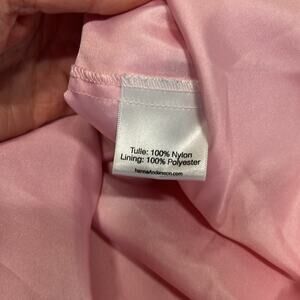 Tulle: 100% Nylon
Lining: 100% Polyester
hannaAndersson.com